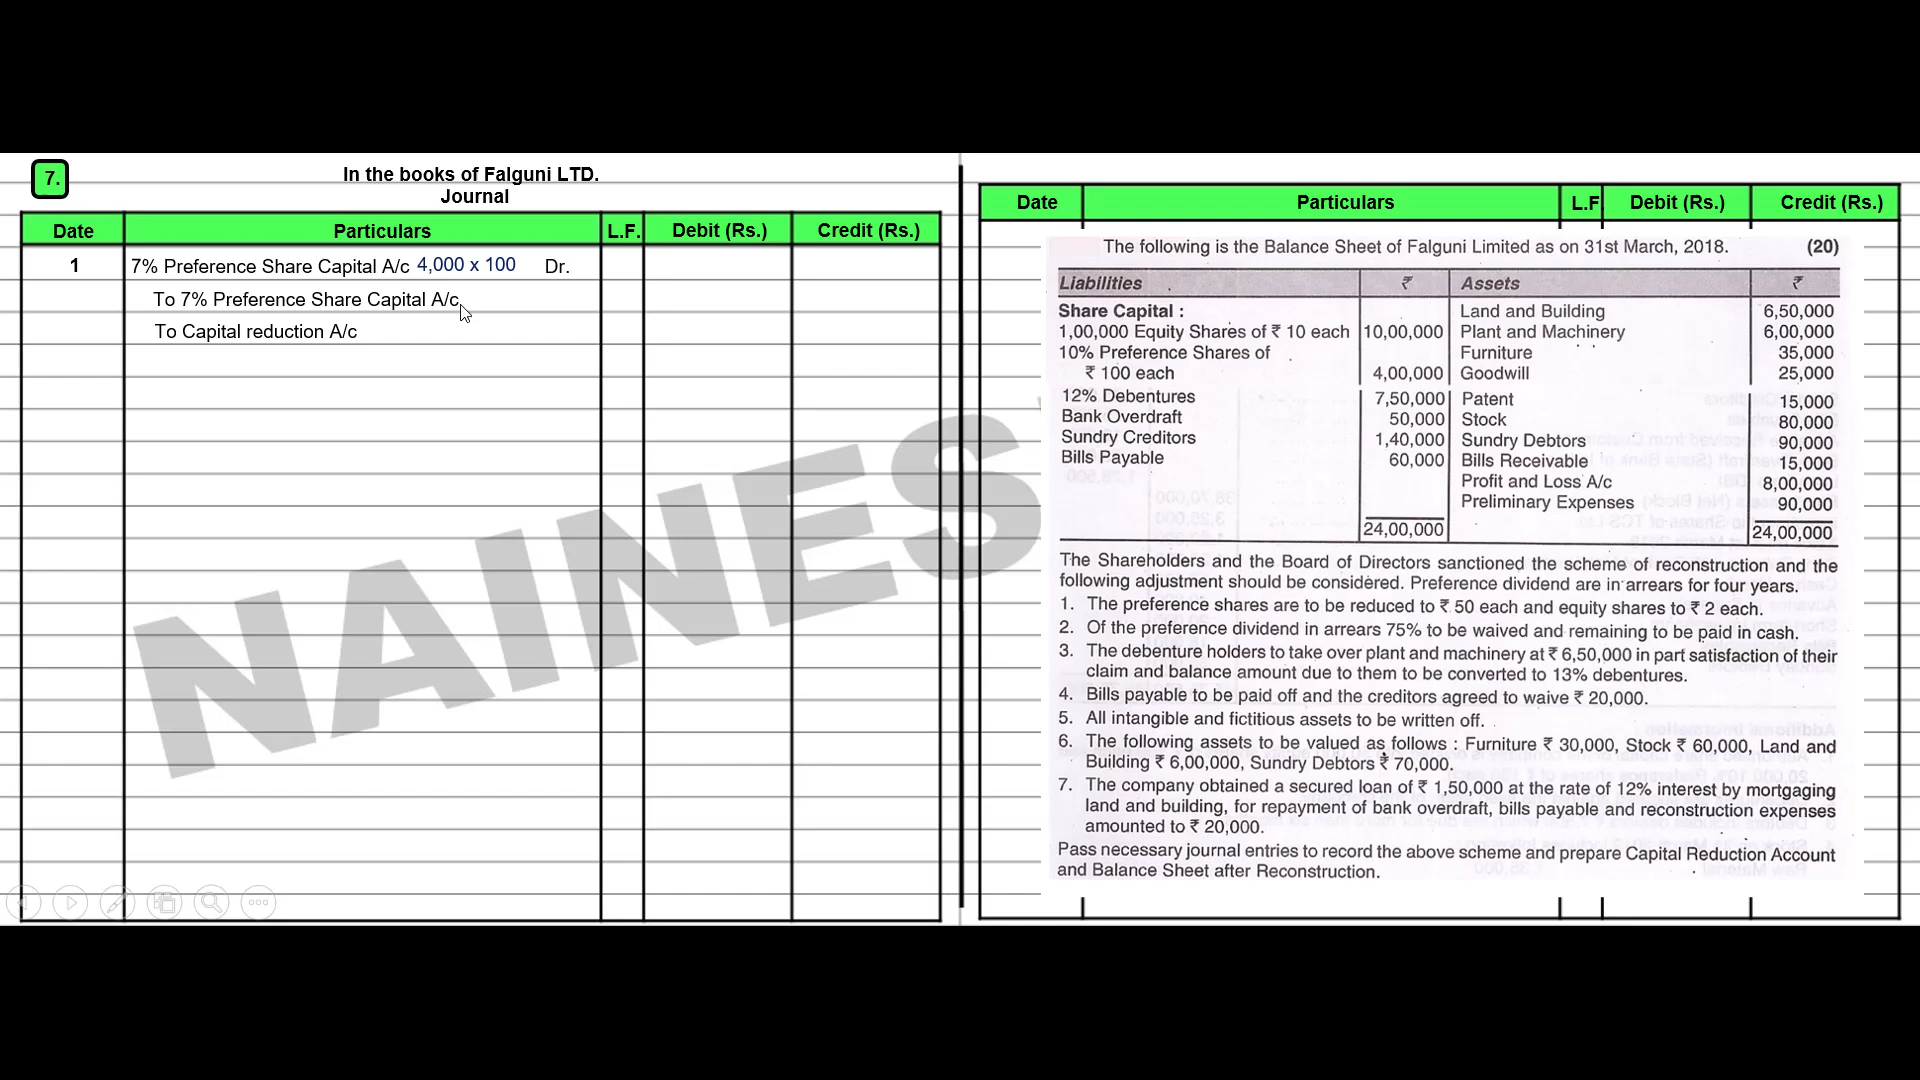 7.
In the books of Falguni LTD.
Journal
Date Particulars L.F. Debit (Rs.) Credit (Rs.)
1 7% Preference Share Capital A/c 4,000 x 100 Dr.
To 7% Preference Share Capital A/c
To Capital reduction A/c
NAINES
Date Particulars L.F Debit (Rs.) Credit (Rs.)
The following is the Balance Sheet of Falguni Limited as on 31st March, 2018. (20)
Liabilities ₹ Assets ₹
Share Capital : Land and Building 6,50,000
1,00,000 Equity Shares of ₹ 10 each 10,00,000 Plant and Machinery 6,00,000
10% Preference Shares of Furniture 35,000
₹ 100 each 4,00,000 Goodwill 25,000
12% Debentures 7,50,000 Patent 15,000
Bank Overdraft 50,000 Stock 80,000
Sundry Creditors 1,40,000 Sundry Debtors 90,000
Bills Payable 60,000 Bills Receivable 15,000
Profit and Loss A/c 8,00,000
Preliminary Expenses 90,000
24,00,000 24,00,000
The Shareholders and the Board of Directors sanctioned the scheme of reconstruction and the
following adjustment should be considered. Preference dividend are in arrears for four years.
1. The preference shares are to be reduced to ₹ 50 each and equity shares to ₹ 2 each.
2. Of the preference dividend in arrears 75% to be waived and remaining to be paid in cash.
3. The debenture holders to take over plant and machinery at ₹ 6,50,000 in part satisfaction of their
claim and balance amount due to them to be converted to 13% debentures.
4. Bills payable to be paid off and the creditors agreed to waive ₹ 20,000.
5. All intangible and fictitious assets to be written off.
6. The following assets to be valued as follows : Furniture ₹ 30,000, Stock ₹ 60,000, Land and
Building ₹ 6,00,000, Sundry Debtors ₹ 70,000.
7. The company obtained a secured loan of ₹ 1,50,000 at the rate of 12% interest by mortgaging
land and building, for repayment of bank overdraft, bills payable and reconstruction expenses
amounted to ₹ 20,000.
Pass necessary journal entries to record the above scheme and prepare Capital Reduction Account
and Balance Sheet after Reconstruction.